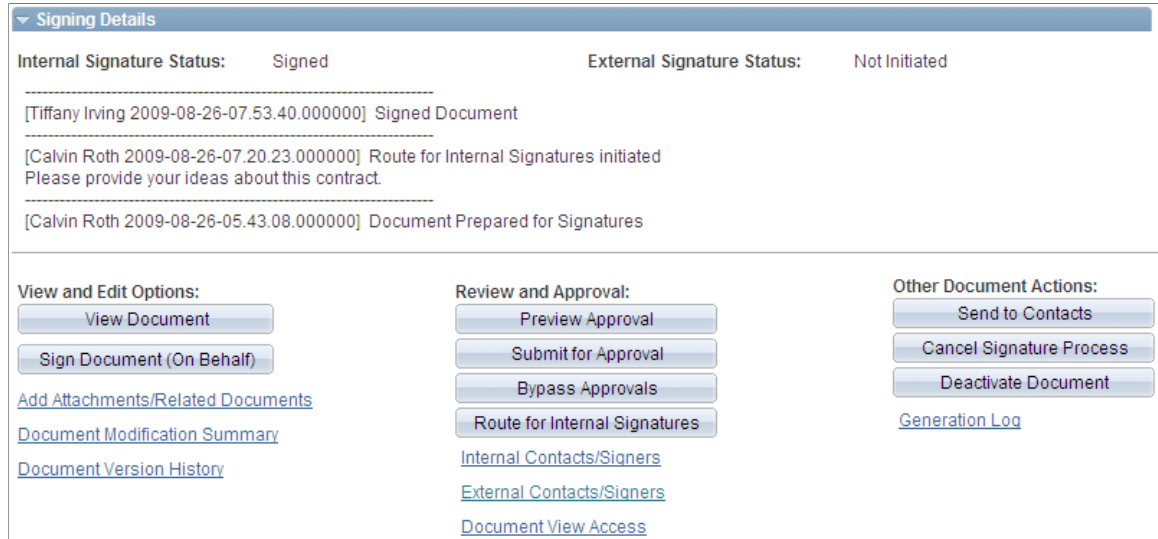 Signing Details
Internal Signature Status: Signed External Signature Status: Not Initiated
------------------------------------------------------------------------
[Tiffany Irving 2009-08-26-07.53.40.000000] Signed Document
------------------------------------------------------------------------
[Calvin Roth 2009-08-26-07.20.23.000000] Route for Internal Signatures initiated
Please provide your ideas about this contract.
------------------------------------------------------------------------
[Calvin Roth 2009-08-26-05.43.08.000000] Document Prepared for Signatures
View and Edit Options:
View Document
Sign Document (On Behalf)
Add Attachments/Related Documents
Document Modification Summary
Document Version History
Review and Approval:
Preview Approval
Submit for Approval
Bypass Approvals
Route for Internal Signatures
Internal Contacts/Signers
External Contacts/Signers
Document View Access
Other Document Actions:
Send to Contacts
Cancel Signature Process
Deactivate Document
Generation Log